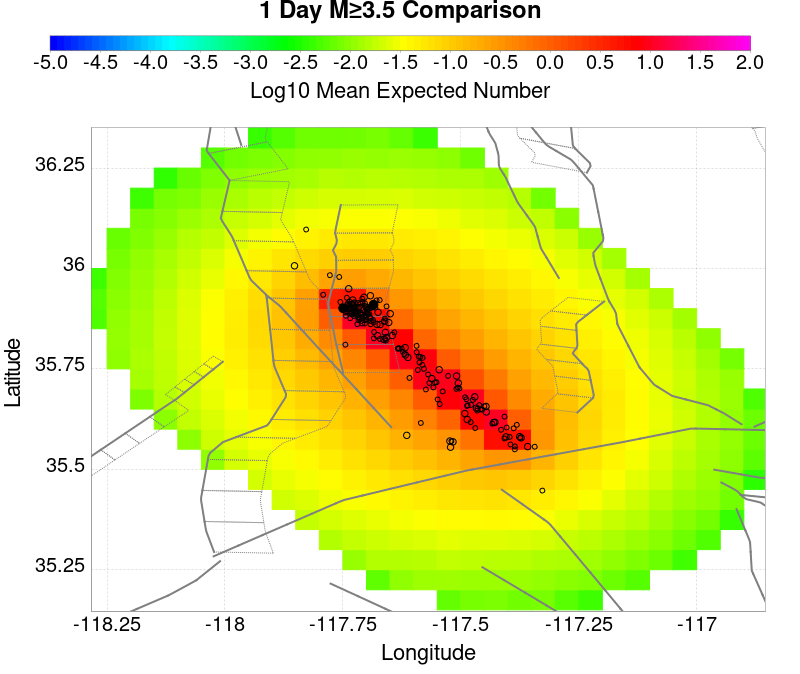 1 Day M≥3.5 Comparison
-5.0 -4.5 -4.0 -3.5 -3.0 -2.5 -2.0 -1.5 -1.0 -0.5 0.0 0.5 1.0 1.5 2.0
Log10 Mean Expected Number
36.25
36
35.75
35.5
35.25
Latitude
-118.25 -118 -117.75 -117.5 -117.25 -117
Longitude